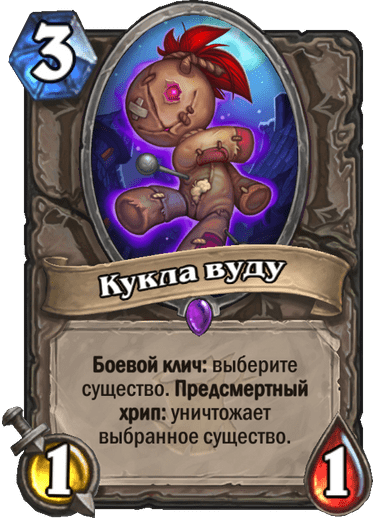 3
Кукла вуду
Боевой клич: выберите
существо. Предсмертный
хрип: уничтожает
выбранное существо.
1
1